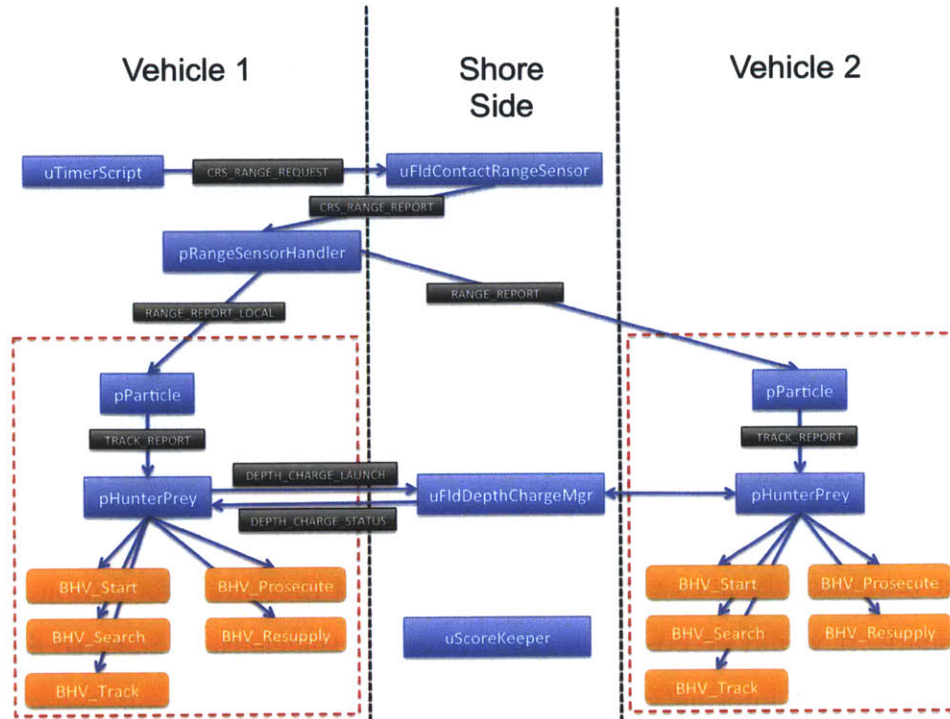 Vehicle 1
Shore
Side
Vehicle 2
uTimerScript
CRS_RANGE_REQUEST
uFldContactRangeSensor
CRS_RANGE_REPORT
pRangeSensorHandler
RANGE_REPORT_LOCAL
RANGE_REPORT
pParticle
pParticle
TRACK_REPORT
TRACK_REPORT
DEPTH_CHARGE_LAUNCH
pHunterPrey
uFldDepthChargeMgr
pHunterPrey
DEPTH_CHARGE_STATUS
BHV_Start
BHV_Prosecute
BHV_Start
BHV_Prosecute
BHV_Search
BHV_Resupply
uScoreKeeper
BHV_Search
BHV_Resupply
BHV_Track
BHV_Track